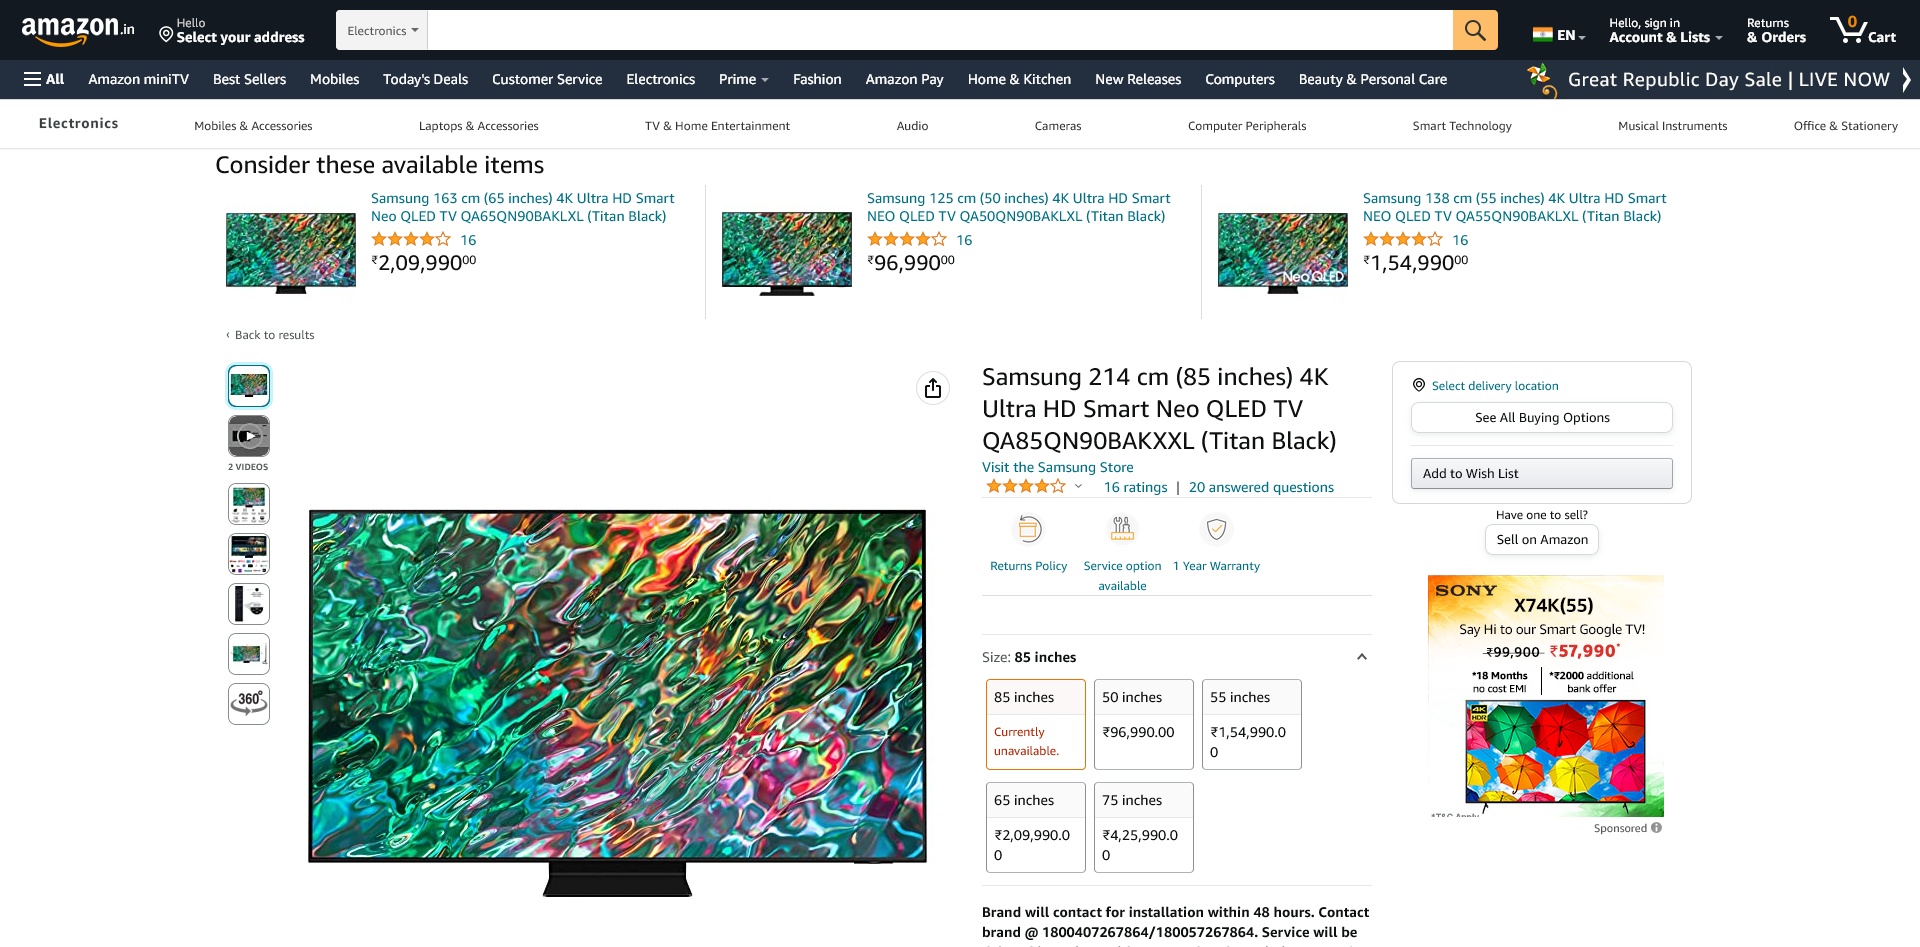 amazon.in
Hello
Select your address
Electronics
EN
Hello, sign in
Account & Lists
Returns
& Orders
0
Cart
All
Amazon miniTV
Best Sellers
Mobiles
Today's Deals
Customer Service
Electronics
Prime
Fashion
Amazon Pay
Home & Kitchen
New Releases
Computers
Beauty & Personal Care
Great Republic Day Sale | LIVE NOW
Electronics
Mobiles & Accessories
Laptops & Accessories
TV & Home Entertainment
Audio
Cameras
Computer Peripherals
Smart Technology
Musical Instruments
Office & Stationery
Consider these available items
Samsung 163 cm (65 inches) 4K Ultra HD Smart
Neo QLED TV QA65QN90BAKLXL (Titan Black)
16
₹2,09,99000
Samsung 125 cm (50 inches) 4K Ultra HD Smart
NEO QLED TV QA50QN90BAKLXL (Titan Black)
16
₹96,99000
Neo QLED
Samsung 138 cm (55 inches) 4K Ultra HD Smart
NEO QLED TV QA55QN90BAKLXL (Titan Black)
16
₹1,54,99000
‹ Back to results
2 VIDEOS
360°
Samsung 214 cm (85 inches) 4K
Ultra HD Smart Neo QLED TV
QA85QN90BAKXXL (Titan Black)
Visit the Samsung Store
16 ratings | 20 answered questions
Returns Policy
Service option
available
1 Year Warranty
Size: 85 inches
85 inches
Currently
unavailable.
50 inches
₹96,990.00
55 inches
₹1,54,990.0
0
65 inches
₹2,09,990.0
0
75 inches
₹4,25,990.0
0
Brand will contact for installation within 48 hours. Contact
brand @ 1800407267864/180057267864. Service will be
Select delivery location
See All Buying Options
Add to Wish List
Have one to sell?
Sell on Amazon
SONY
X74K(55)
Say Hi to our Smart Google TV!
₹99,900 ₹57,990*
*18 Months
no cost EMI
*₹2000 additional
bank offer
4K
HDR
*T&C Apply
Sponsored